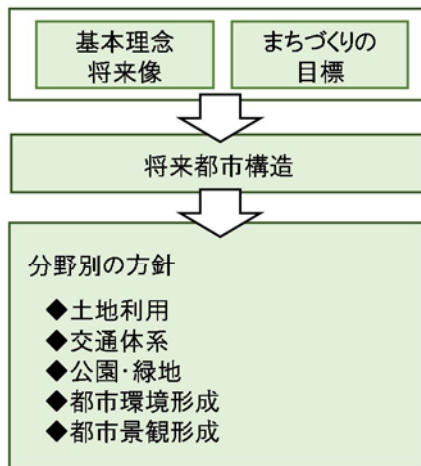 基本理念
将来像
まちづくりの
目標
将来都市構造
分野別の方針
◆土地利用
◆交通体系
◆公園・緑地
◆都市環境形成
◆都市景観形成